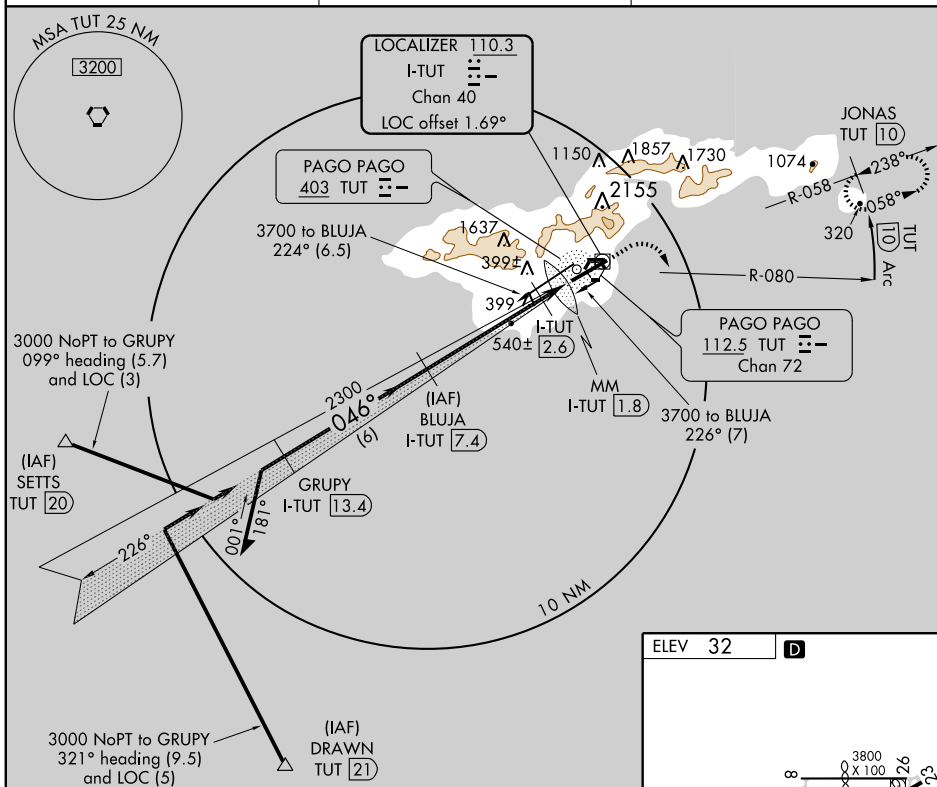 MSA TUT 25 NM
3200
LOCALIZER 110.3
I-TUT
Chan 40
LOC offset 1.69°
PAGO PAGO
403 TUT
3700 to BLUJA
224° (6.5)
1637
399±
399
1150
1857
1730
2155
1074
JONAS
TUT 10
238°
R-058
058°
320
TUT
10
Arc
R-080
I-TUT
2.6
540±
MM
I-TUT 1.8
PAGO PAGO
112.5 TUT
Chan 72
3700 to BLUJA
226° (7)
3000 NoPT to GRUPY
099° heading (5.7)
and LOC (3)
2300
046°
(6)
(IAF)
BLUJA
I-TUT 7.4
(IAF)
SETTS
TUT 20
GRUPY
I-TUT 13.4
226°
001°
181°
10 NM
3000 NoPT to GRUPY
321° heading (9.5)
and LOC (5)
(IAF)
DRAWN
TUT 21
ELEV 32
D
8
3800
X 100
26
23